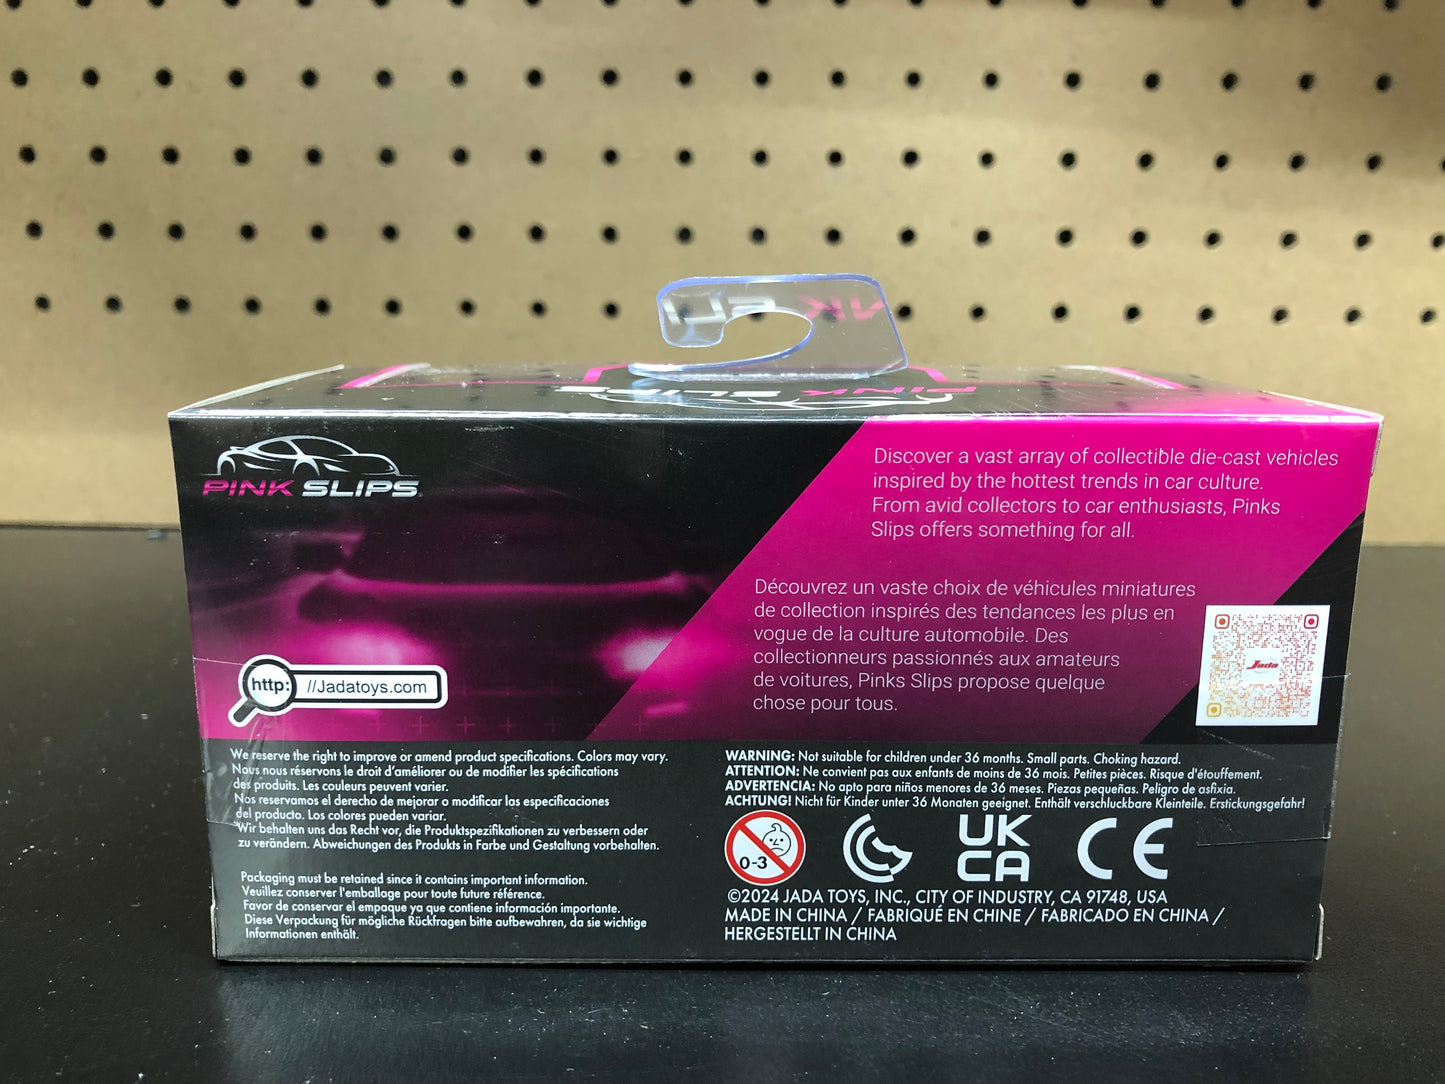 PINK SLIPS
PINK SLIPS
Discover a vast array of collectible die-cast vehicles
inspired by the hottest trends in car culture.
From avid collectors to car enthusiasts, Pinks
Slips offers something for all.
Découvrez un vaste choix de véhicules miniatures
de collection inspirés des tendances les plus en
vogue de la culture automobile. Des
collectionneurs passionnés aux amateurs
de voitures, Pinks Slips propose quelque
chose pour tous.
Jada
http: //Jadatoys.com
We reserve the right to improve or amend product specifications. Colors may vary.
Nous nous réservons le droit d'améliorer ou de modifier les spécifications
des produits. Les couleurs peuvent varier.
Nos reservamos el derecho de mejorar o modificar las especificaciones
del producto. Los colores pueden variar.
Wir behalten uns das Recht vor, die Produktspezifikationen zu verbessern oder
zu verändern. Abweichungen des Produkts in Farbe und Gestaltung vorbehalten.
Packaging must be retained since it contains important information.
Veuillez conserver l'emballage pour toute future référence.
Favor de conservar el empaque ya que contiene información importante.
Diese Verpackung für mögliche Rückfragen bitte aufbewahren, da sie wichtige
Informationen enthält.
WARNING: Not suitable for children under 36 months. Small parts. Choking hazard.
ATTENTION: Ne convient pas aux enfants de moins de 36 mois. Petites pièces. Risque d'étouffement.
ADVERTENCIA: No apto para niños menores de 36 meses. Piezas pequeñas. Peligro de asfixia.
ACHTUNG! Nicht für Kinder unter 36 Monaten geeignet. Enthält verschluckbare Kleinteile. Erstickungsgefahr!
0-3
UK
CA
CE
©2024 JADA TOYS, INC., CITY OF INDUSTRY, CA 91748, USA
MADE IN CHINA / FABRIQUÉ EN CHINE / FABRICADO EN CHINA /
HERGESTELLT IN CHINA